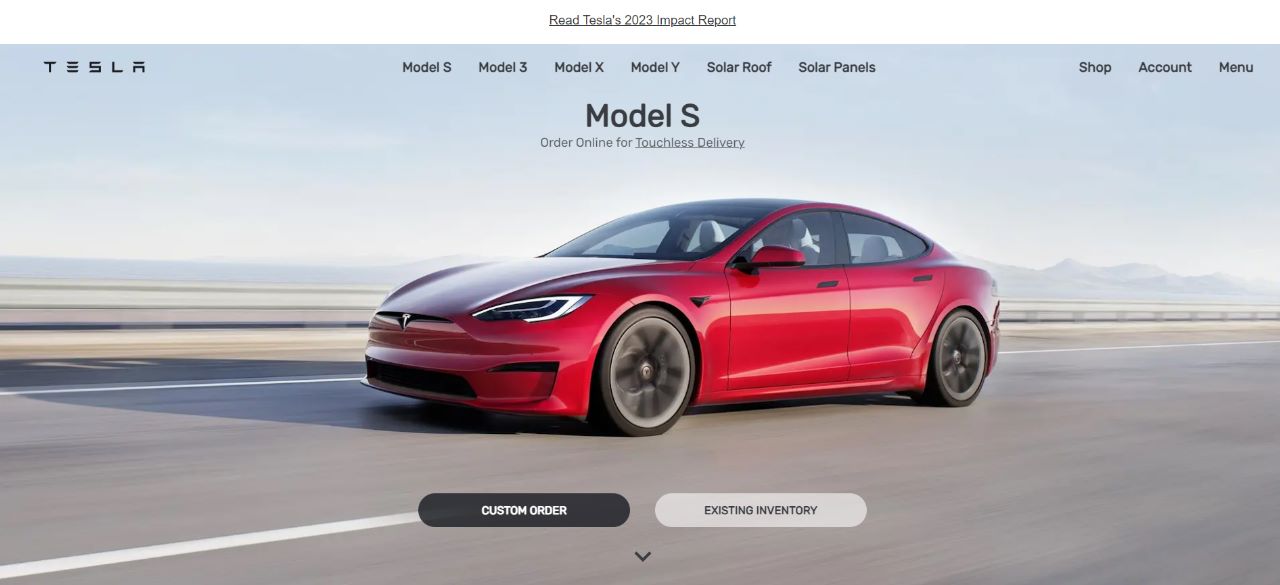 Read Tesla's 2023 Impact Report
TESLA Model S Model 3 Model X Model Y Solar Roof Solar Panels Shop Account Menu
Model S
Order Online for Touchless Delivery
CUSTOM ORDER EXISTING INVENTORY